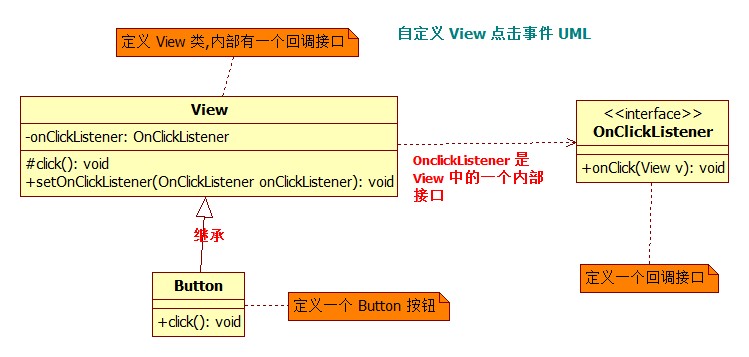 定义 View 类,内部有一个回调接口
自定义 View 点击事件 UML
View
-onClickListener: OnClickListener
#click(): void
+setOnClickListener(OnClickListener onClickListener): void
<<interface>>
OnClickListener
+onClick(View v): void
OnclickListener 是
View 中的一个内部
接口
继承
定义一个回调接口
Button
+click(): void
定义一个 Button 按钮